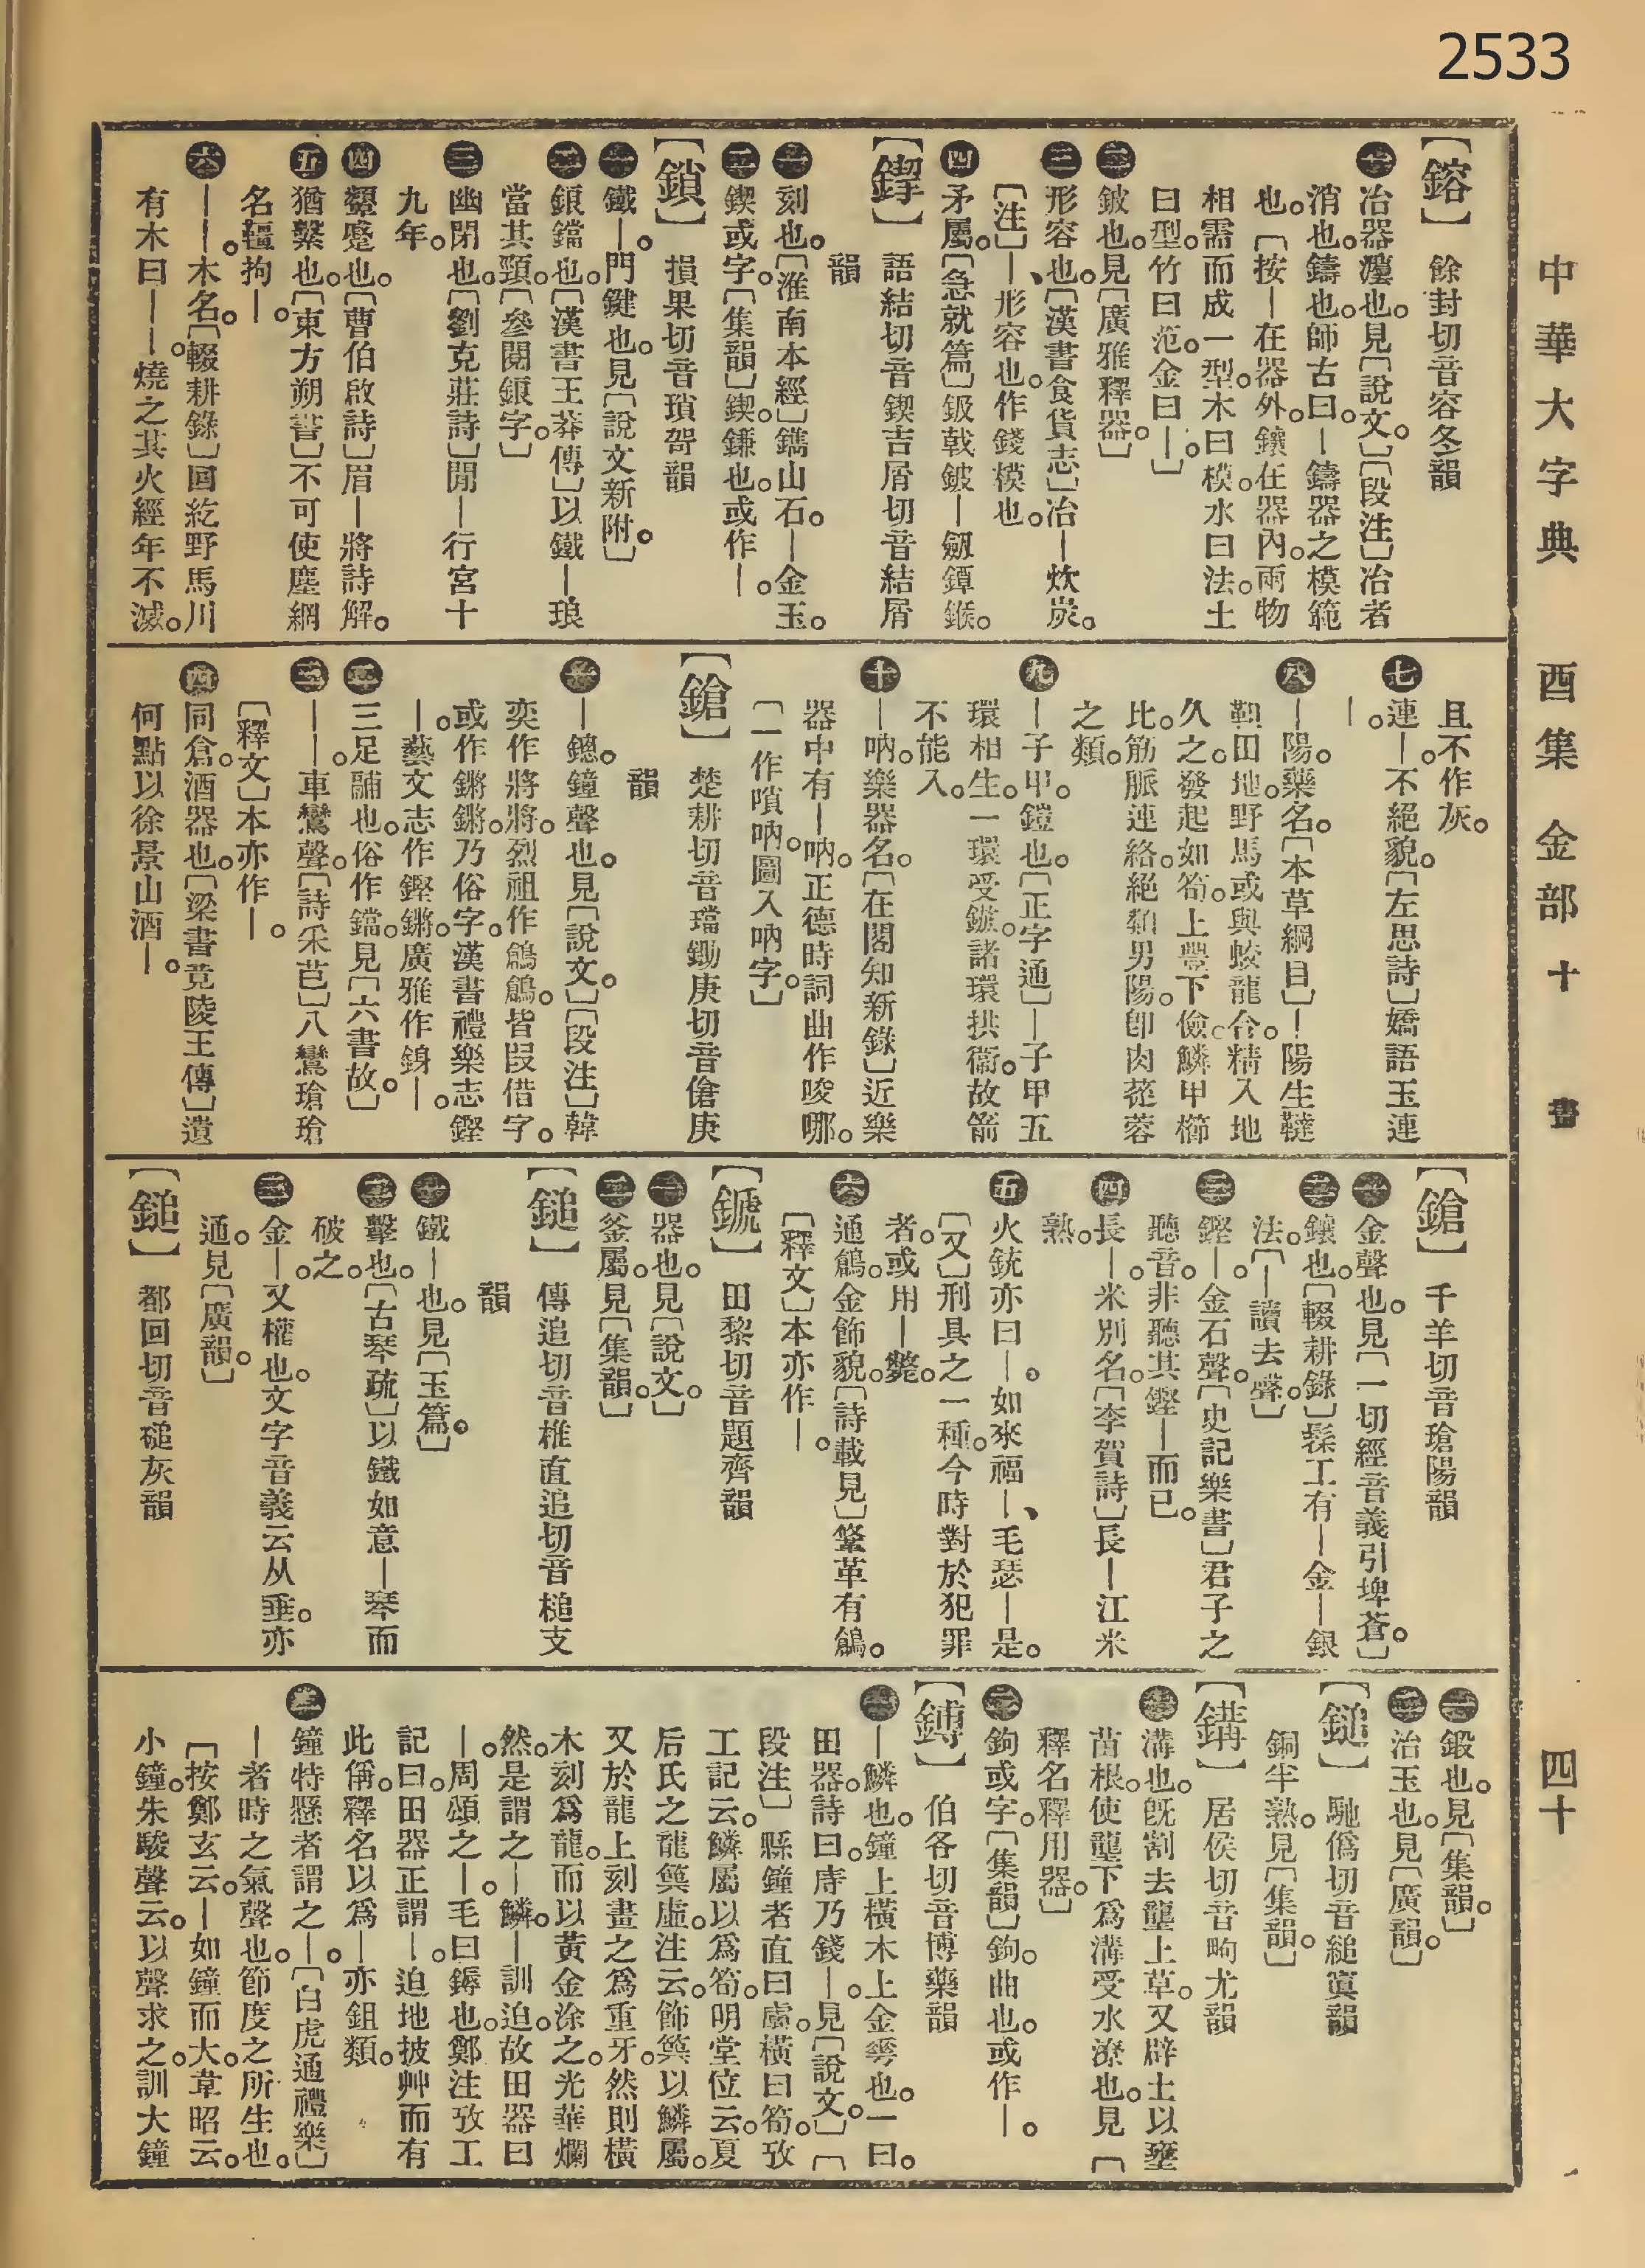 2533
中華大字典 酉集 金部 十畫 四十
【鎔】 餘封切音容冬韻
㊀冶器灋也。見〔說文。〕〔段注〕冶者
消也。鑄也。師古曰。―鑄器之模範
也。〔按―在器外。鑲在器內。兩物
相需而成一型。木曰模。水曰法。土
曰型。竹曰范。金曰―。〕
㊁鈹也。見〔廣雅釋器。〕
㊂形容也。〔漢書食貨志〕冶―炊炭。
〔注〕―、形容也。作錢模也。
㊃矛屬。〔急就篇〕鈒戟鈹―劔鐔鍭。
【鍥】 語結切音鍥吉屑切音結屑
韻
㊀刻也。〔淮南本經〕鐫山石。―金玉。
㊁鍥或字。〔集韻〕鍥。鎌也。或作―。
【鎖】 損果切音瑣哿韻
㊀鐵―。門鍵也。見〔說文新附。〕
㊁鋃鐺也。〔漢書王莽傳〕以鐵―琅
當其頸。〔參閱鋃字。〕
㊂幽閉也。〔劉克莊詩〕閒―行宮十
九年。
㊃顰蹙也。〔曹伯啟詩〕眉―將詩解。
㊄猶繫也。〔東方朔書〕不可使塵網
名韁拘―。
㊅――。木名。〔輟耕錄〕回紇野馬川
有木曰――。燒之其火經年不滅。
且不作灰。
㊆連―。不絕貌。〔左思詩〕嬌語玉連
―。
㊇―陽。藥名。〔本草綱目〕―陽生韃
靼田地。野馬或與蛟龍合。精入地
久之。發起如筍。上豐下儉。鱗甲櫛
比。筋脈連絡。絕類男陽。卽肉蓯蓉
之類。
㊈―子甲。鎧也。〔正字通〕―子甲五
環相生。一環受鏃。諸環拱衞。故箭
不能入。
㊉―吶。樂器名。〔在閣知新錄〕近樂
器中有―吶。正德時詞曲作嗩哪。
〔一作嗩吶。圖入吶字。〕
【鎗】 楚耕切音璫鋤庚切音傖庚
韻
㊀―鏓。鐘聲也。見〔說文。〕〔段注〕韓
奕作將將。烈祖作鶬鶬。皆叚借字。
或作鏘鏘。乃俗字。漢書禮樂志鏗
―。藝文志作鏗鏘。廣雅作鎗―。鏗
㊁三足鬴也。俗作鐺。見〔六書故。〕
㊂――。車鸞聲。〔詩采芑〕八鸞瑲瑲
〔釋文〕本亦作―。
㊃同倉。酒器也。〔梁書竟陵王傳〕遺
何點以徐景山酒―。
【鎗】 千羊切音瑲陽韻
㊀金聲也。見〔一切經音義引埤蒼。〕
㊁鑲也。〔輟耕錄〕髹工有―金―銀
法。〔―讀去聲。〕
㊂鏗―。金石聲。〔史記樂書〕君子之
聽音。非聽其鏗―而已。
㊃長―。米別名。〔李賀詩〕長―江米
熟。
㊄火銃亦曰―。如來福―、毛瑟―是。
〔又〕刑具之一種。今時對於犯罪
者。或用―斃。
㊅通鶬。金飾貌。〔詩載見〕鞗革有鶬。
〔釋文〕本亦作―。
【鎃】 田黎切音題齊韻
㊀器也。見〔說文。〕
㊁釜屬。見〔集韻。〕
【鎚】 傳追切音椎直追切音槌支
韻
㊀鐵―也。見〔玉篇。〕
㊁擊也。〔古琴疏〕以鐵如意―琴而
破之。
㊂金―。又權也。文字音義云从垂。亦
通。見〔廣韻。〕
【鎚】 都回切音磓灰韻
㊀鍛也。見〔集韻。〕
㊁治玉也。見〔廣韻。〕
【鎚】 馳僞切音縋寘韻
銅半熟。見〔集韻。〕
【鎛】 居侯切音呴尤韻
㊀溝也。旣割去壟上草。又辟土以壅
苗根。使壟下爲溝受水潦也。見〔
釋名釋用器。〕
㊁鉤或字。〔集韻〕鉤。曲也。或作―。
【鎛】 伯各切音博藥韻
㊀―鱗也。鐘上橫木上金華也。一曰。
田器。詩曰。庤乃錢―。見〔說文。〕〔
段注〕縣鐘者直曰虡。橫曰筍。攷
工記云。鱗屬以爲筍。明堂位云。夏
后氏之龍簨虡。注云。飾簨以鱗屬。
又於龍上刻畫之爲重牙。然則橫
木刻爲龍。而以黃金涂之。光華爛
然。是謂之―鱗。―訓迫。故田器曰
―。周頌之―。毛曰鎒也。鄭注攷工
記曰。田器正謂―。迫地披艸而有
此偁。釋名以爲―亦鉏類。
㊁鐘特懸者謂之―。〔白虎通禮樂〕
―者時之氣聲也。節度之所生也。
〔按鄭玄云。―如鐘而大。韋昭云。
小鐘。朱駿聲云。以聲求之。訓大鐘